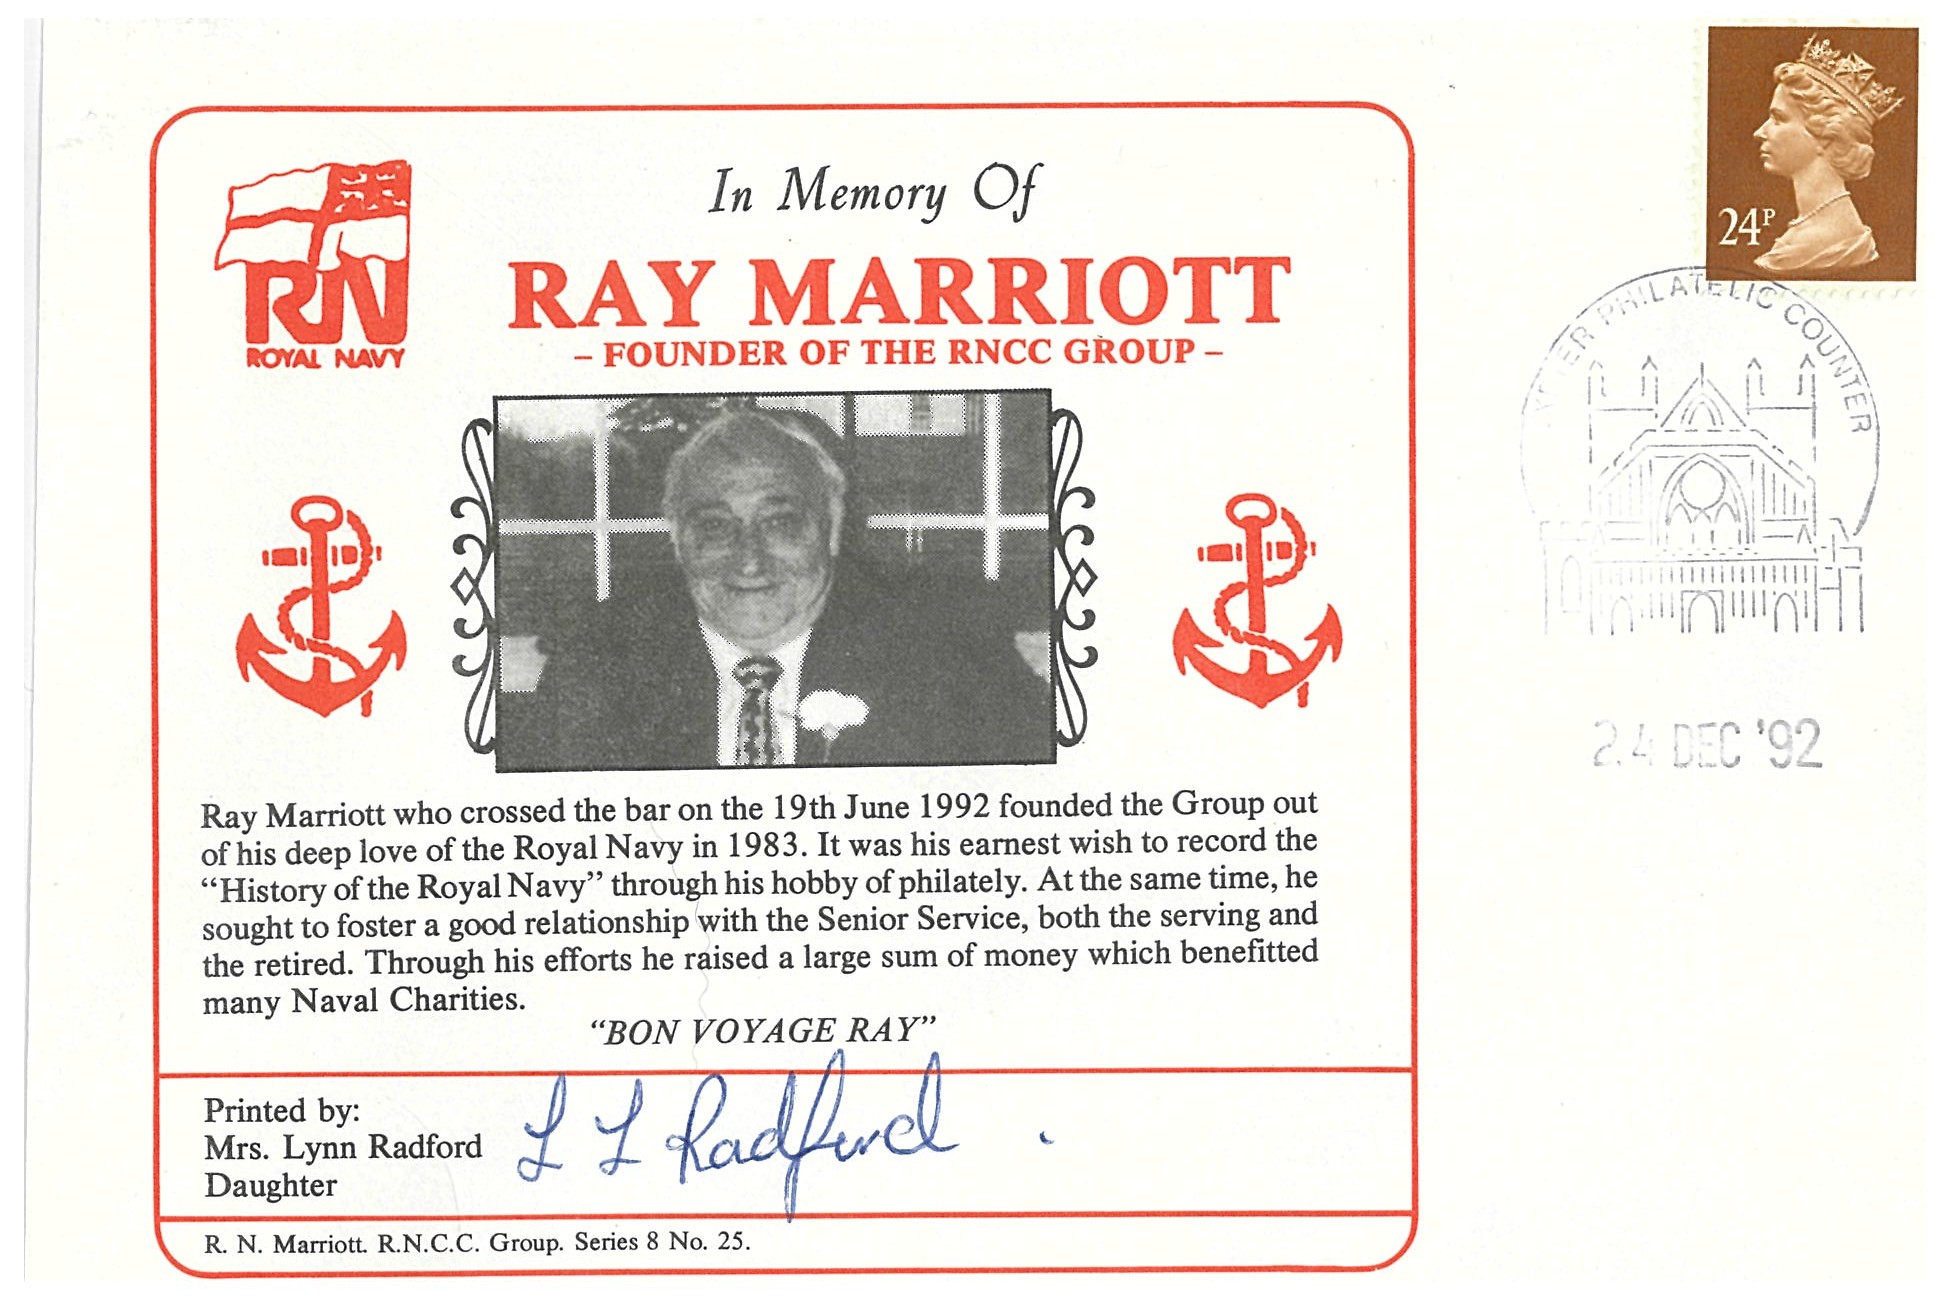 In Memory Of
RAY MARRIOTT
– FOUNDER OF THE RNCC GROUP –
RN
ROYAL NAVY
24P
PHILATELIC COUNTER
24 DEC '92
Ray Marriott who crossed the bar on the 19th June 1992 founded the Group out
of his deep love of the Royal Navy in 1983. It was his earnest wish to record the
“History of the Royal Navy” through his hobby of philately. At the same time, he
sought to foster a good relationship with the Senior Service, both the serving and
the retired. Through his efforts he raised a large sum of money which benefitted
many Naval Charities.
“BON VOYAGE RAY”
Printed by:
Mrs. Lynn Radford
Daughter
L L Radford
R. N. Marriott. R.N.C.C. Group. Series 8 No. 25.